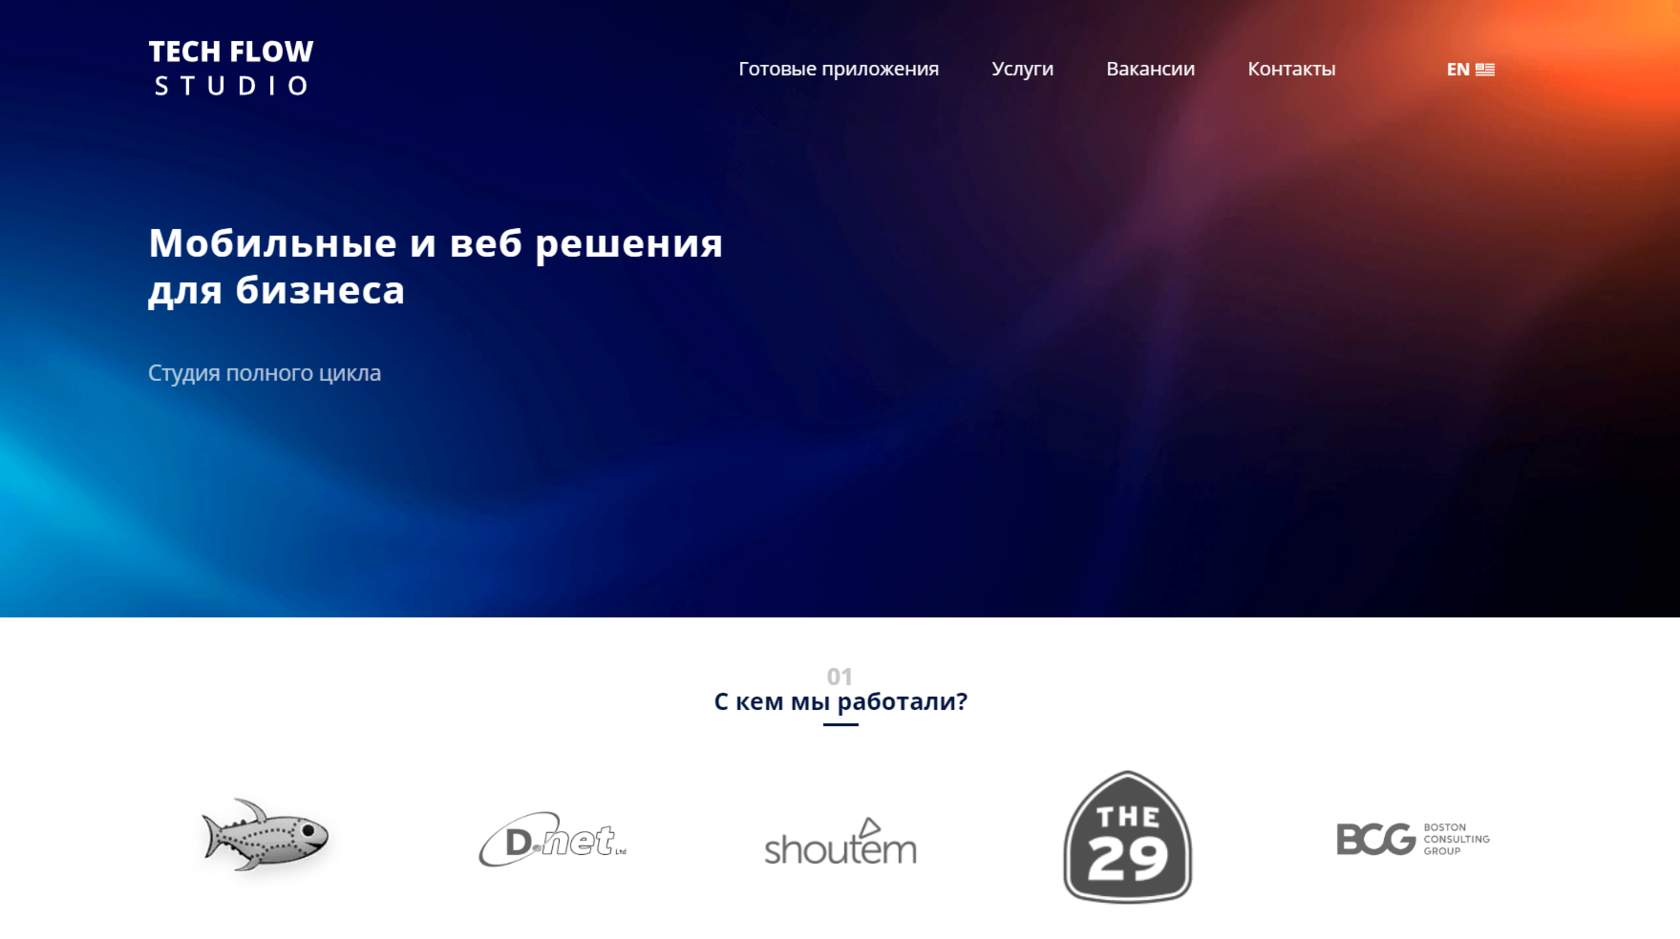 TECH FLOW
STUDIO
Готовые приложения
Услуги
Вакансии
Контакты
EN
Мобильные и веб решения
для бизнеса
Студия полного цикла
01
С кем мы работали?
D.net Ltd
shoutem
THE
29
BCG
BOSTON
CONSULTING
GROUP